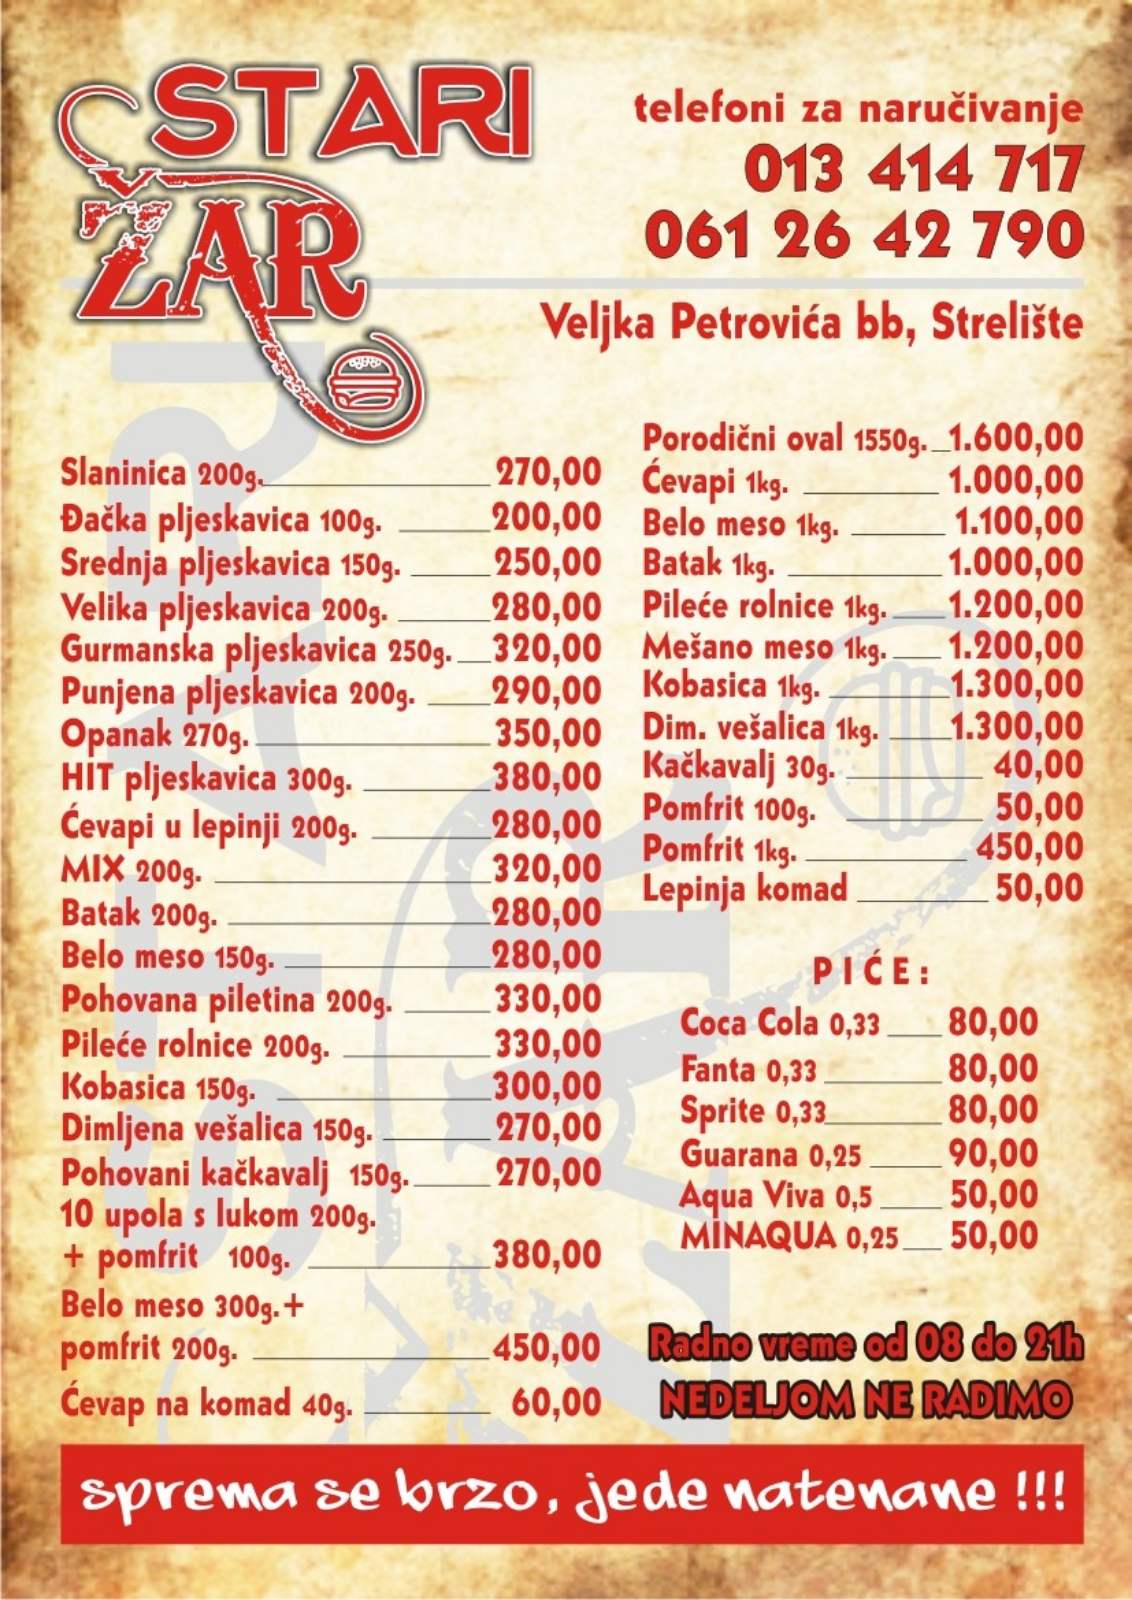 STARI
ŽAR
telefoni za naručivanje
013 414 717
061 26 42 790
Veljka Petrovića bb, Strelište
Slaninica 200g. 270,00
Đačka pljeskavica 100g. 200,00
Srednja pljeskavica 150g. 250,00
Velika pljeskavica 200g. 280,00
Gurmanska pljeskavica 250g. 320,00
Punjena pljeskavica 200g. 290,00
Opanak 270g. 350,00
HIT pljeskavica 300g. 380,00
Ćevapi u lepinji 200g. 280,00
MIX 200g. 320,00
Batak 200g. 280,00
Belo meso 150g. 280,00
Pohovana piletina 200g. 330,00
Pileće rolnice 200g. 330,00
Kobasica 150g. 300,00
Dimljena vešalica 150g. 270,00
Pohovani kačkavalj 150g. 270,00
10 upola s lukom 200g.
+ pomfrit 100g. 380,00
Belo meso 300g.+
pomfrit 200g. 450,00
Ćevap na komad 40g. 60,00
Porodični oval 1550g. 1.600,00
Ćevapi 1kg. 1.000,00
Belo meso 1kg. 1.100,00
Batak 1kg. 1.000,00
Pileće rolnice 1kg. 1.200,00
Mešano meso 1kg. 1.200,00
Kobasica 1kg. 1.300,00
Dim. vešalica 1kg. 1.300,00
Kačkavalj 30g. 40,00
Pomfrit 100g. 50,00
Pomfrit 1kg. 450,00
Lepinja komad 50,00
PIĆE:
Coca Cola 0,33 80,00
Fanta 0,33 80,00
Sprite 0,33 80,00
Guarana 0,25 90,00
Aqua Viva 0,5 50,00
MINAQUA 0,25 50,00
Radno vreme od 08 do 21h
NEDELJOM NE RADIMO
sprema se brzo, jede natenane !!!